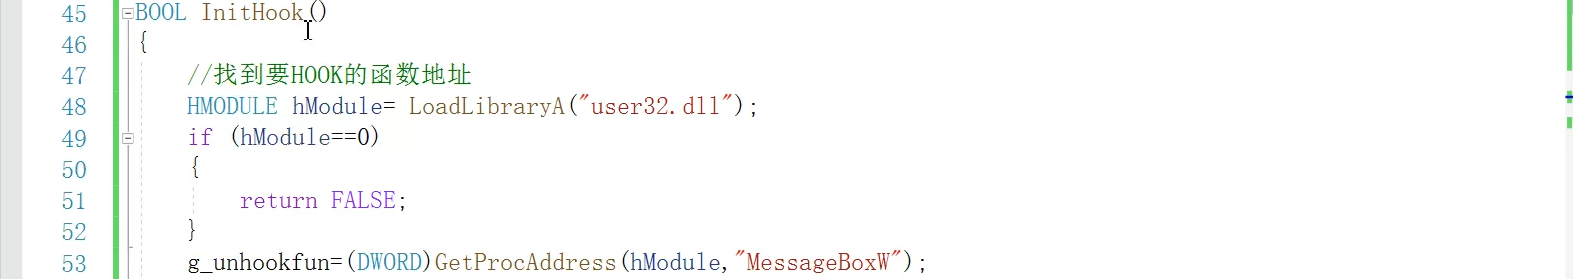 45 BOOL InitHook()
46 {
47 //找到要HOOK的函数地址
48 HMODULE hModule= LoadLibraryA("user32.dll");
49 if (hModule==0)
50 {
51 return FALSE;
52 }
53 g_unhookfun=(DWORD)GetProcAddress(hModule,"MessageBoxW");